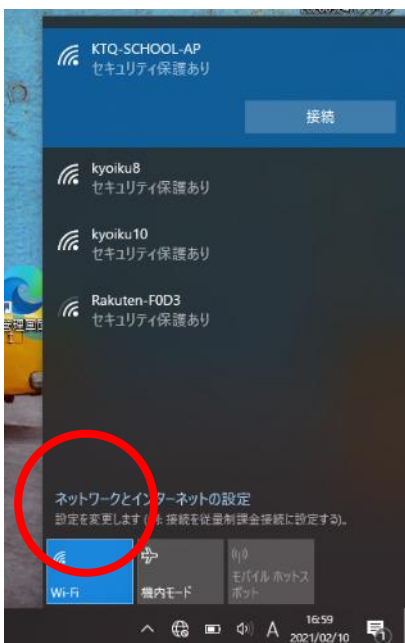 KTQ-SCHOOL-AP
セキュリティ保護あり
接続
kyoiku8
セキュリティ保護あり
kyoiku10
セキュリティ保護あり
Rakuten-F0D3
セキュリティ保護あり
ネットワークとインターネットの設定
設定を変更します (例: 接続を従量制課金接続に設定する)。
Wi-Fi
機内モード
モバイル ホットス
ポット
A
16:59
2021/02/10
1